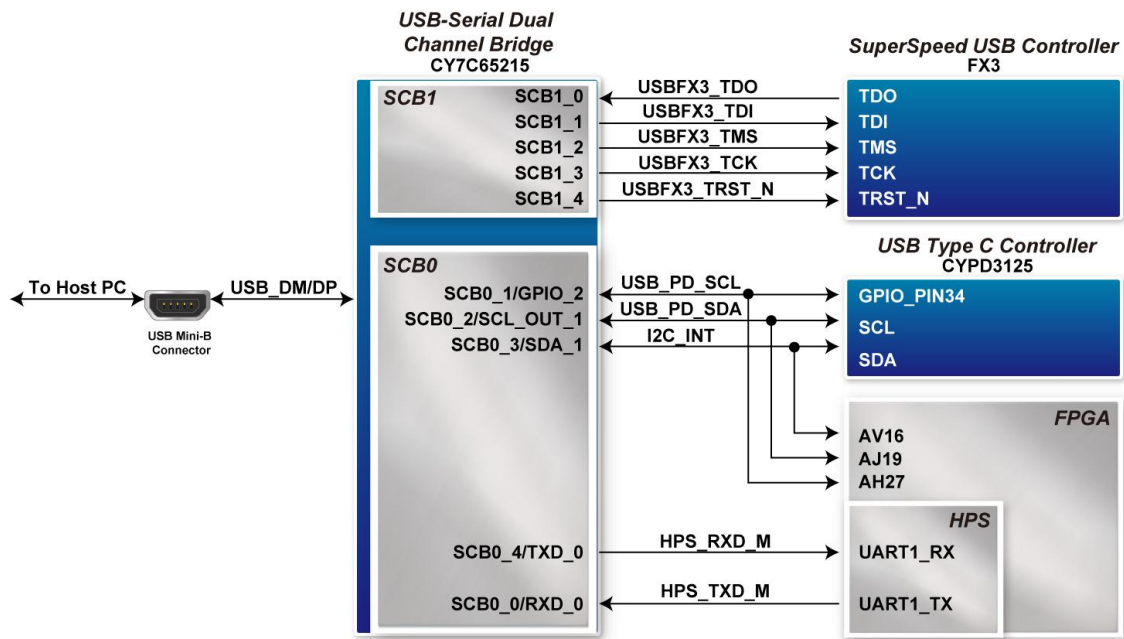 USB-Serial Dual
Channel Bridge
CY7C65215
SuperSpeed USB Controller
FX3
SCB1
SCB1_0
USBFX3_TDO
TDO
SCB1_1
USBFX3_TDI
TDI
SCB1_2
USBFX3_TMS
TMS
SCB1_3
USBFX3_TCK
TCK
SCB1_4
USBFX3_TRST_N
TRST_N
USB Type C Controller
CYPD3125
SCB0
To Host PC
USB_DM/DP
USB Mini-B
Connector
SCB0_1/GPIO_2
USB_PD_SCL
GPIO_PIN34
SCB0_2/SCL_OUT_1
USB_PD_SDA
SCL
SCB0_3/SDA_1
I2C_INT
SDA
FPGA
AV16
AJ19
AH27
HPS
SCB0_4/TXD_0
HPS_RXD_M
UART1_RX
SCB0_0/RXD_0
HPS_TXD_M
UART1_TX